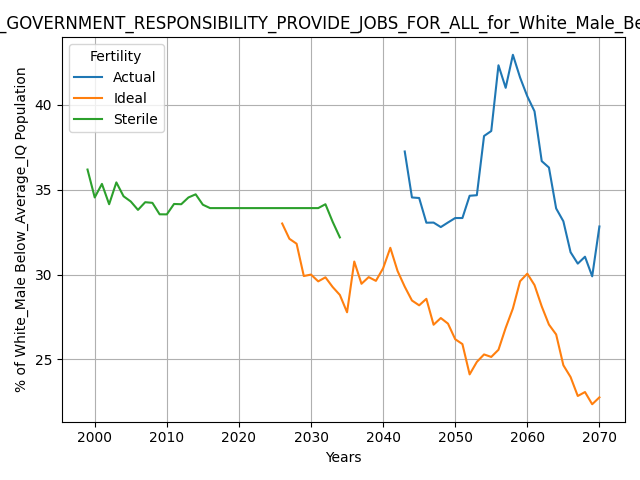 _GOVERNMENT_RESPONSIBILITY_PROVIDE_JOBS_FOR_ALL_for_White_Male_Be
Fertility
Actual
Ideal
Sterile
% of White_Male Below_Average_IQ Population
40
35
30
25
2000 2010 2020 2030 2040 2050 2060 2070
Years